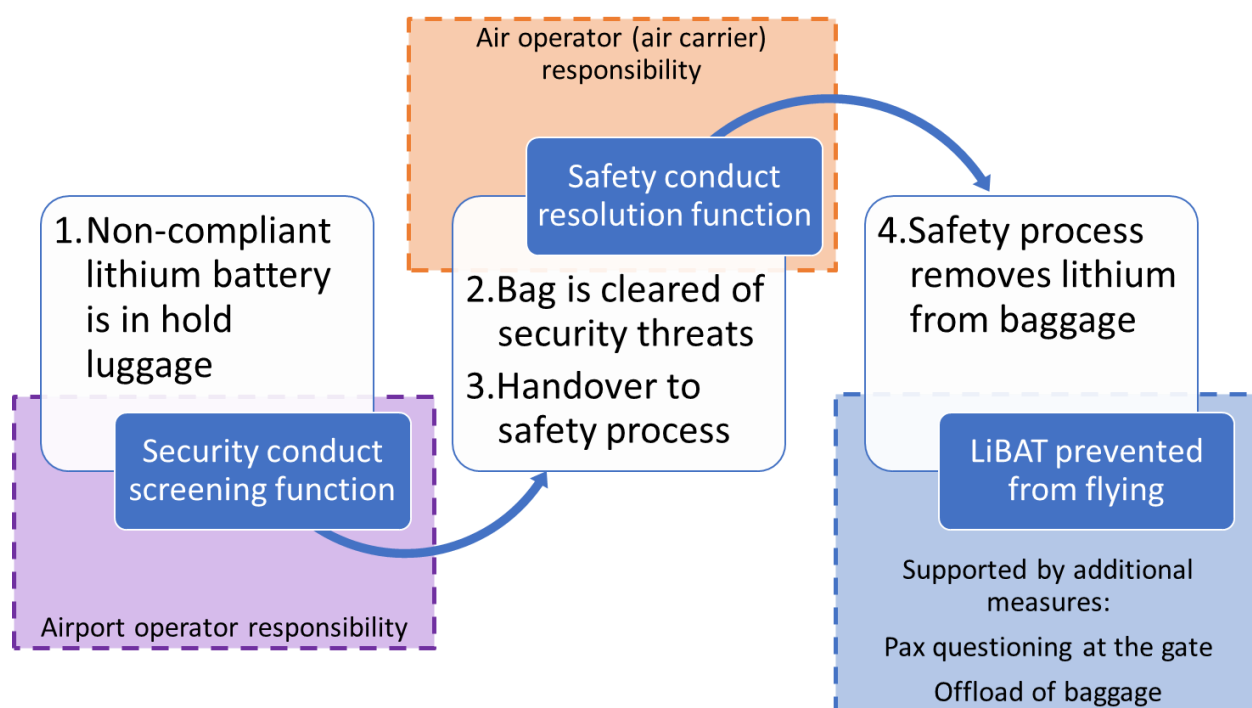 Air operator (air carrier)
responsibility
Safety conduct
resolution function
1.Non-compliant
lithium battery
is in hold
luggage
Security conduct
screening function
Airport operator responsibility
2.Bag is cleared of
security threats
3.Handover to
safety process
4.Safety process
removes lithium
from baggage
LiBAT prevented
from flying
Supported by additional
measures:
Pax questioning at the gate
Offload of baggage